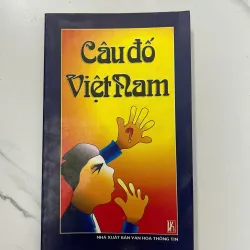 Câu đố
Việt Nam
?
NHÀ XUẤT BẢN VĂN HÓA THÔNG TIN